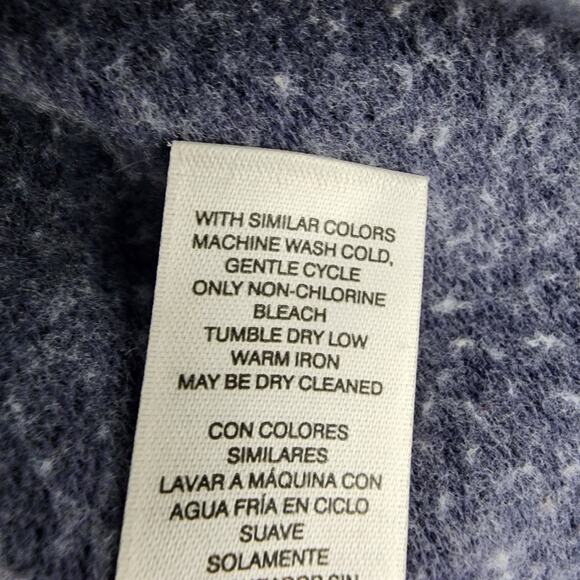 WITH SIMILAR COLORS
MACHINE WASH COLD,
GENTLE CYCLE
ONLY NON-CHLORINE
BLEACH
TUMBLE DRY LOW
WARM IRON
MAY BE DRY CLEANED
CON COLORES
SIMILARES
LAVAR A MÁQUINA CON
AGUA FRÍA EN CICLO
SUAVE
SOLAMENTE
SIN